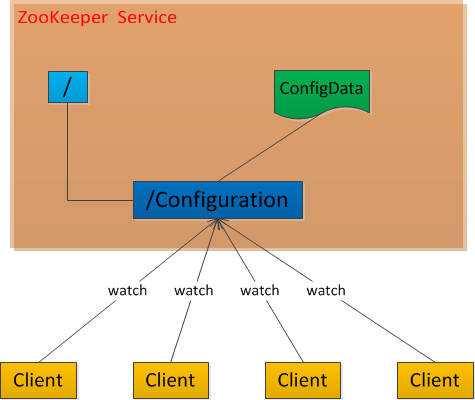 ZooKeeper Service
/
ConfigData
/Configuration
watch watch watch watch
Client Client Client Client